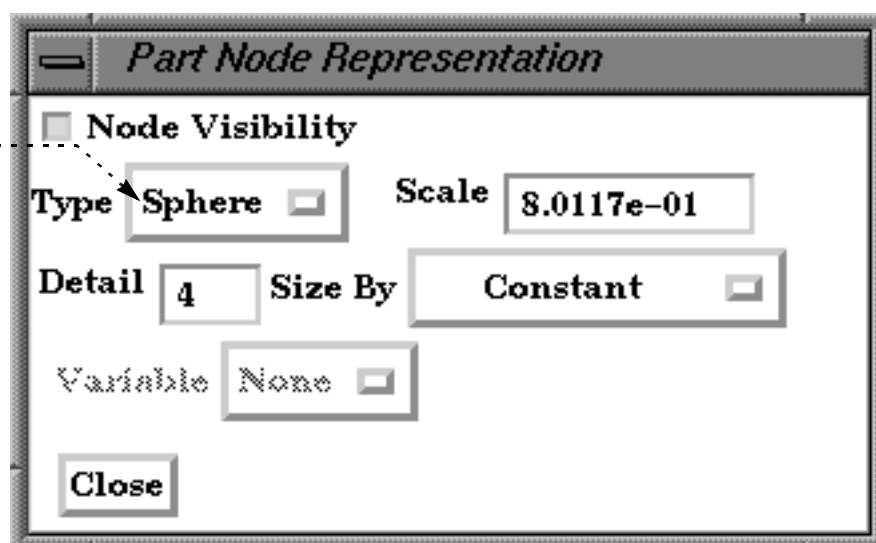 Part Node Representation
Node Visibility
Type Sphere Scale 8.0117e-01
Detail 4 Size By Constant
Variable None
Close